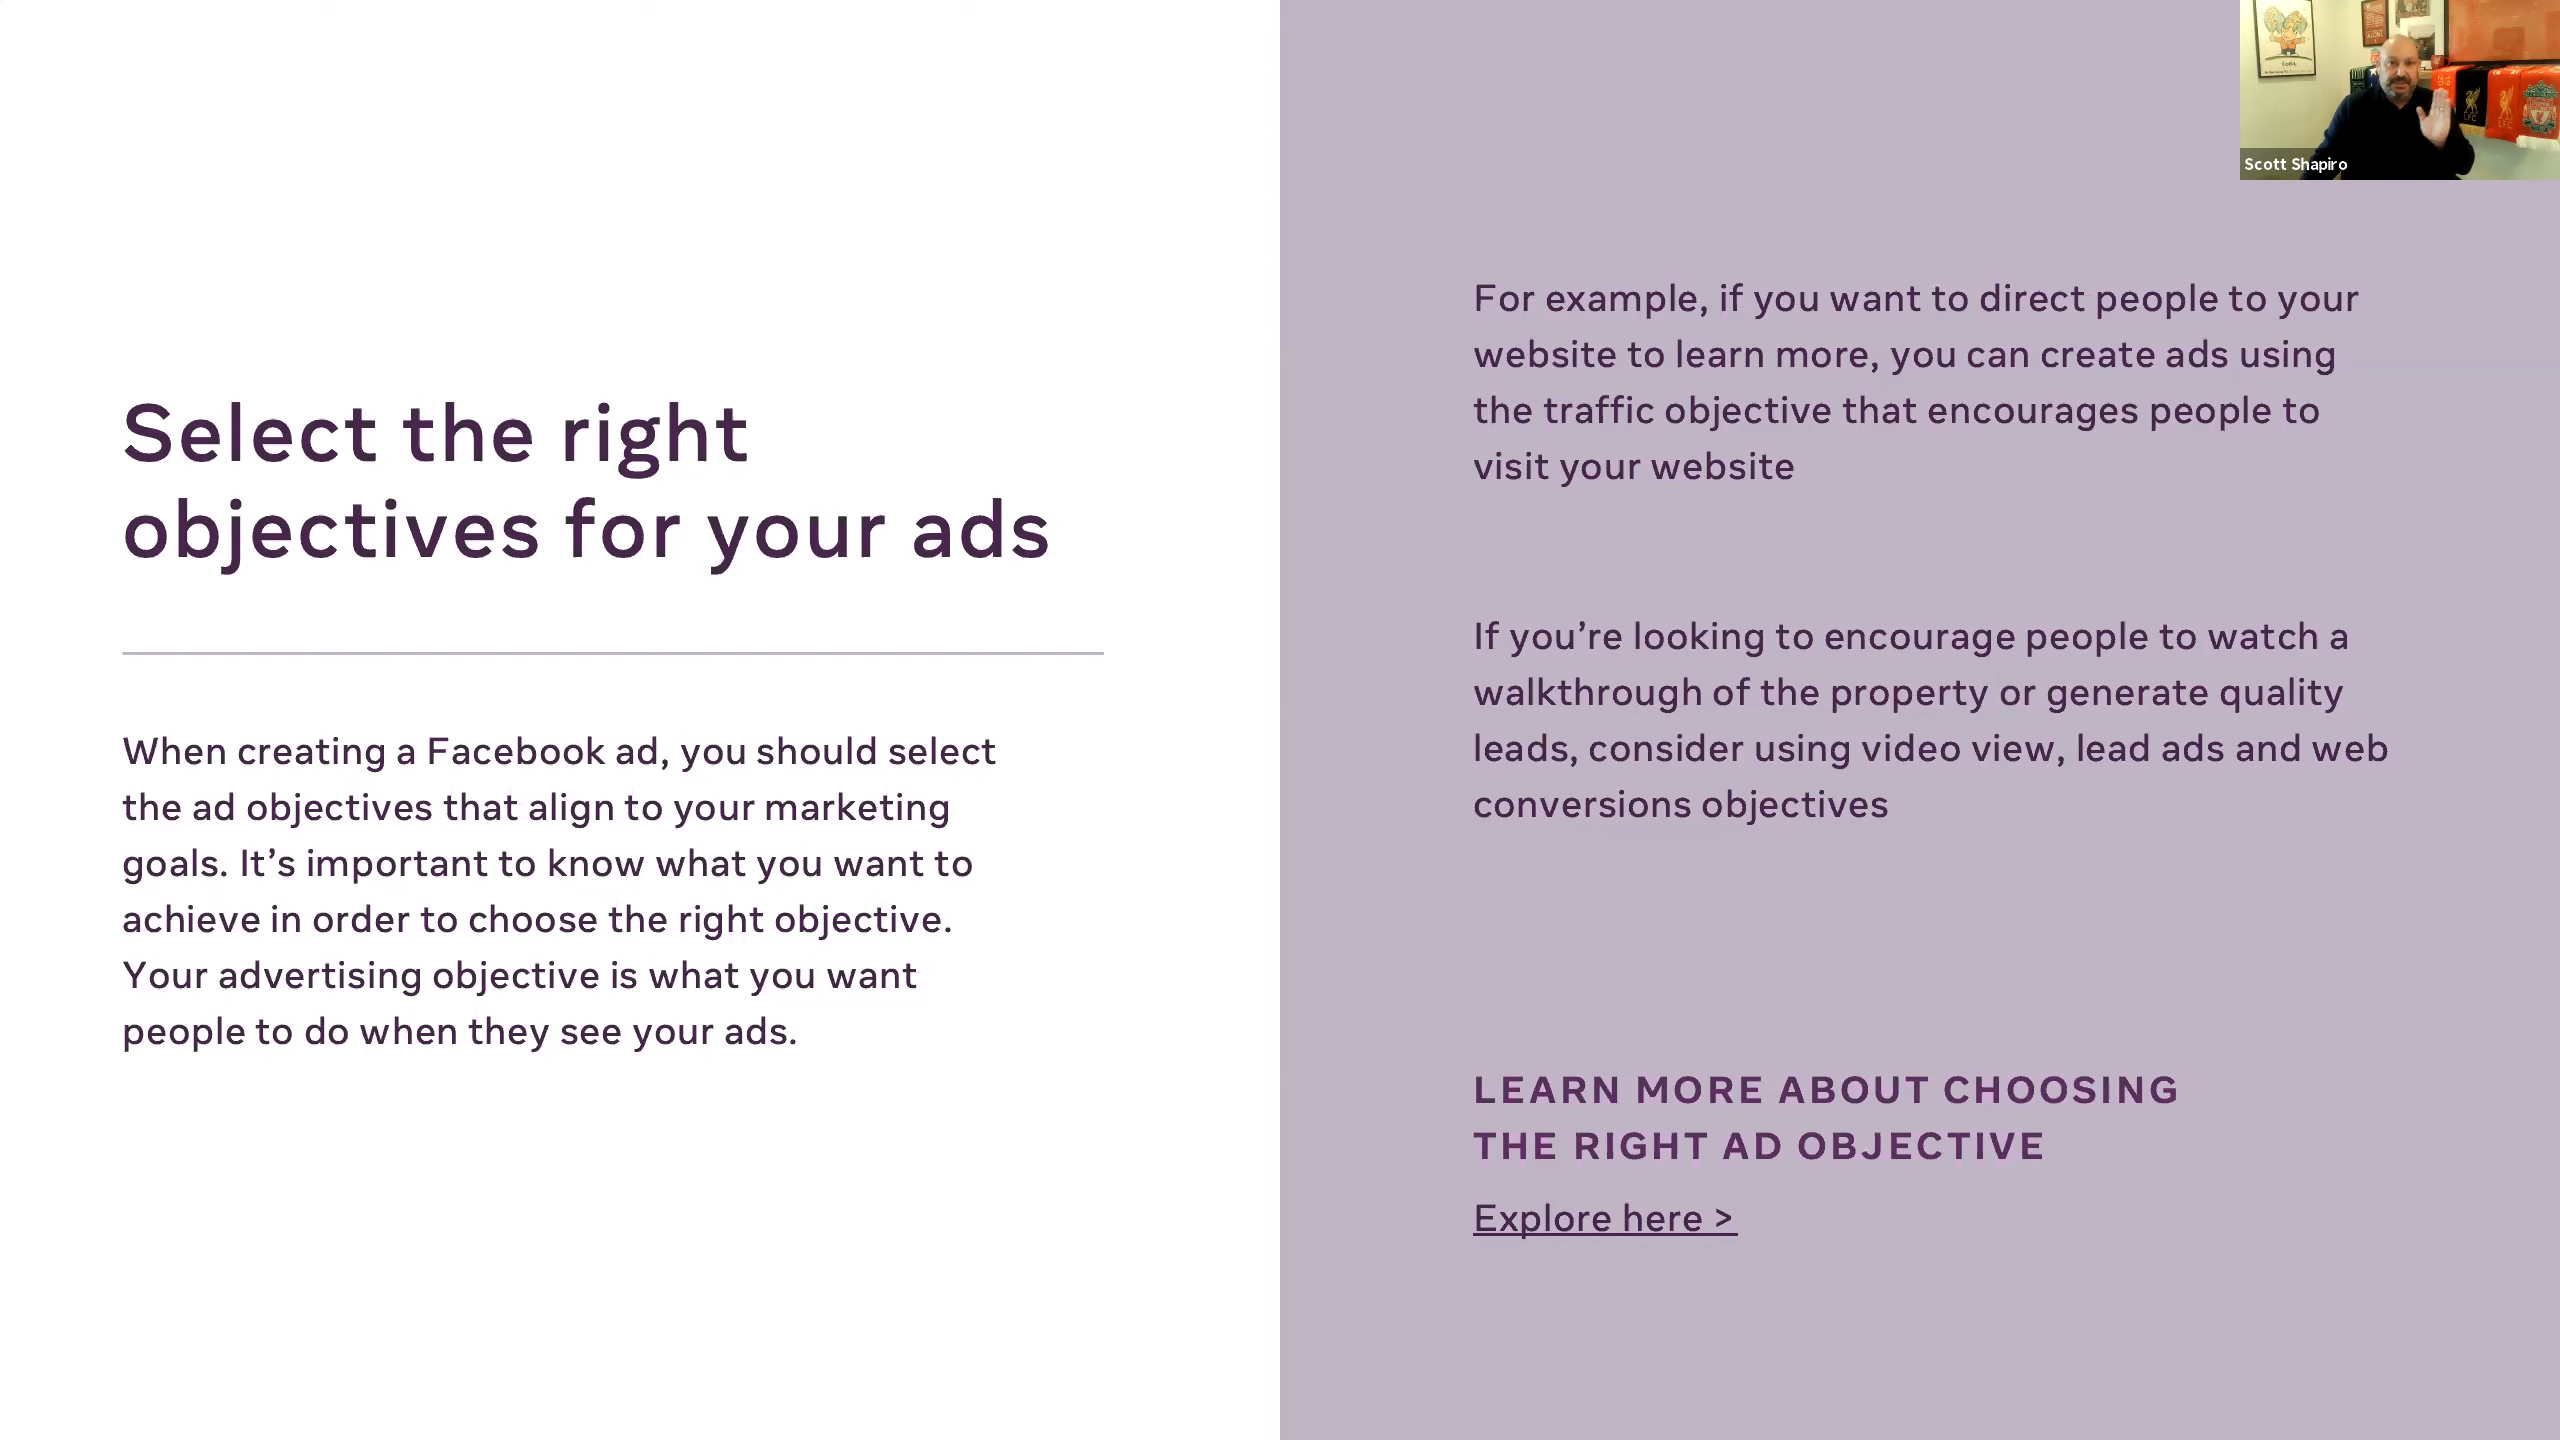 Select the right
objectives for your ads
When creating a Facebook ad, you should select
the ad objectives that align to your marketing
goals. It’s important to know what you want to
achieve in order to choose the right objective.
Your advertising objective is what you want
people to do when they see your ads.
For example, if you want to direct people to your
website to learn more, you can create ads using
the traffic objective that encourages people to
visit your website
If you’re looking to encourage people to watch a
walkthrough of the property or generate quality
leads, consider using video view, lead ads and web
conversions objectives
LEARN MORE ABOUT CHOOSING
THE RIGHT AD OBJECTIVE
Explore here >
Scott Shapiro
LFC
LFC